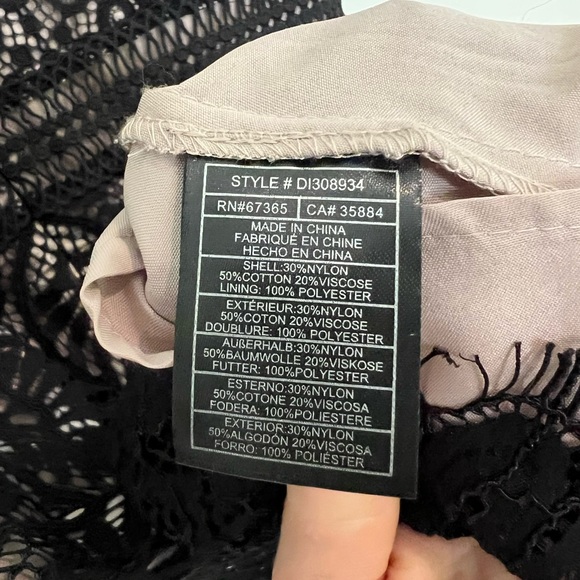 STYLE # DI308934
RN#67365 CA# 35884
MADE IN CHINA
FABRIQUÉ EN CHINE
HECHO EN CHINA
SHELL:30%NYLON
50%COTTON 20%VISCOSE
LINING: 100% POLYESTER
EXTÉRIEUR:30%NYLON
50%COTON 20%VISCOSE
DOUBLURE: 100% POLYESTER
AUẞERHALB:30%NYLON
50%BAUMWOLLE 20%VISKOSE
FUTTER: 100% POLYESTER
ESTERNO:30%NYLON
50%COTONE 20%VISCOSA
FODERA: 100%POLIESTERE
EXTERIOR:30%NYLON
50%ALGODÓN 20%VISCOSA
FORRO: 100% POLIÉSTER